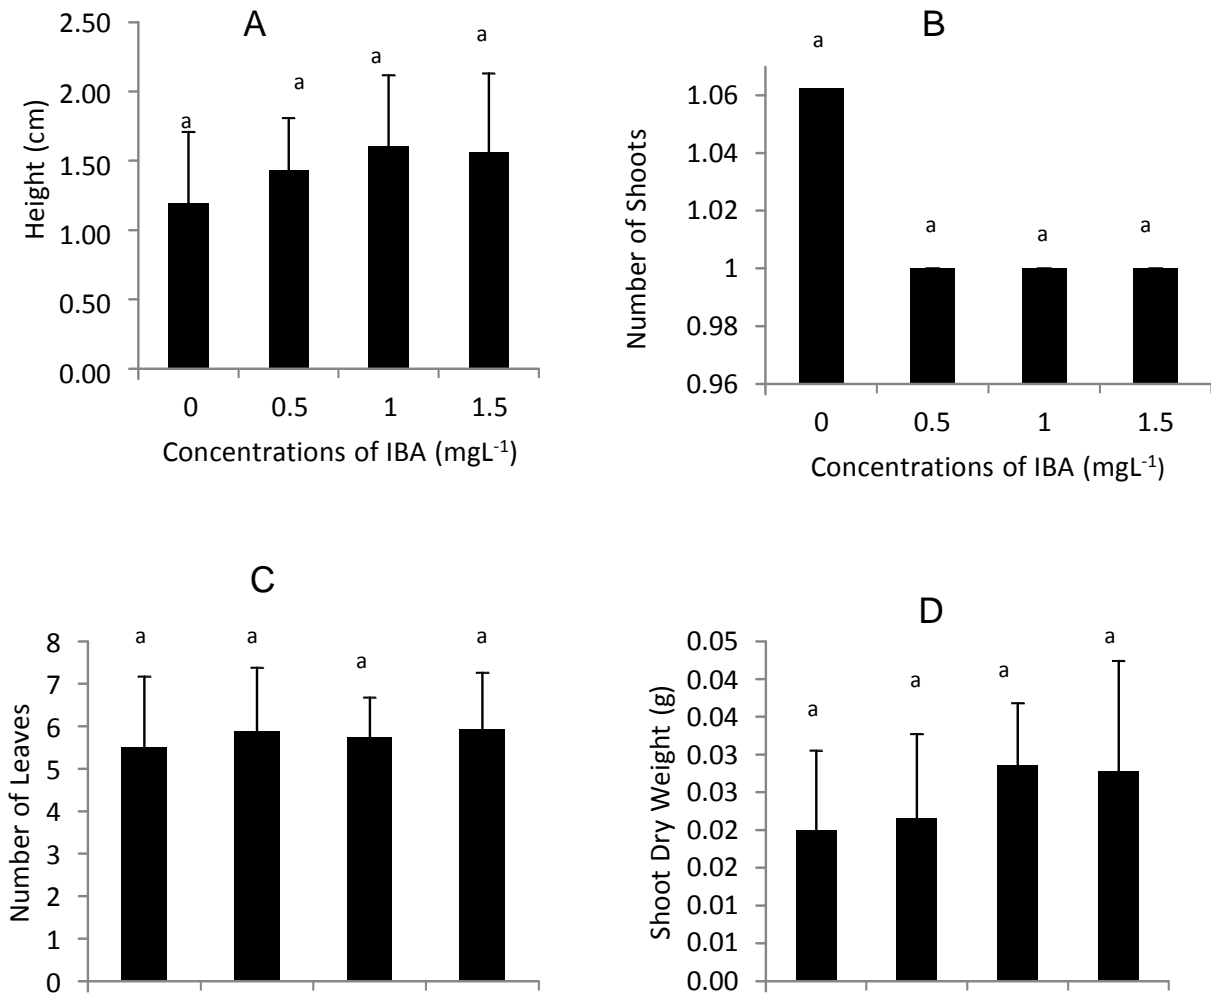 A
2.50
2.00
1.50
1.00
0.50
0.00
Height (cm)
a
a
a
a
0
0.5
1
1.5
Concentrations of IBA (mgL-1)
B
1.06
1.04
1.02
1
0.98
0.96
Number of Shoots
a
a
a
a
0
0.5
1
1.5
Concentrations of IBA (mgL-1)
C
8
7
6
5
4
3
2
1
0
Number of Leaves
a
a
a
a
D
0.05
0.04
0.04
0.03
0.03
0.02
0.02
0.01
0.01
0.00
Shoot Dry Weight (g)
a
a
a
a